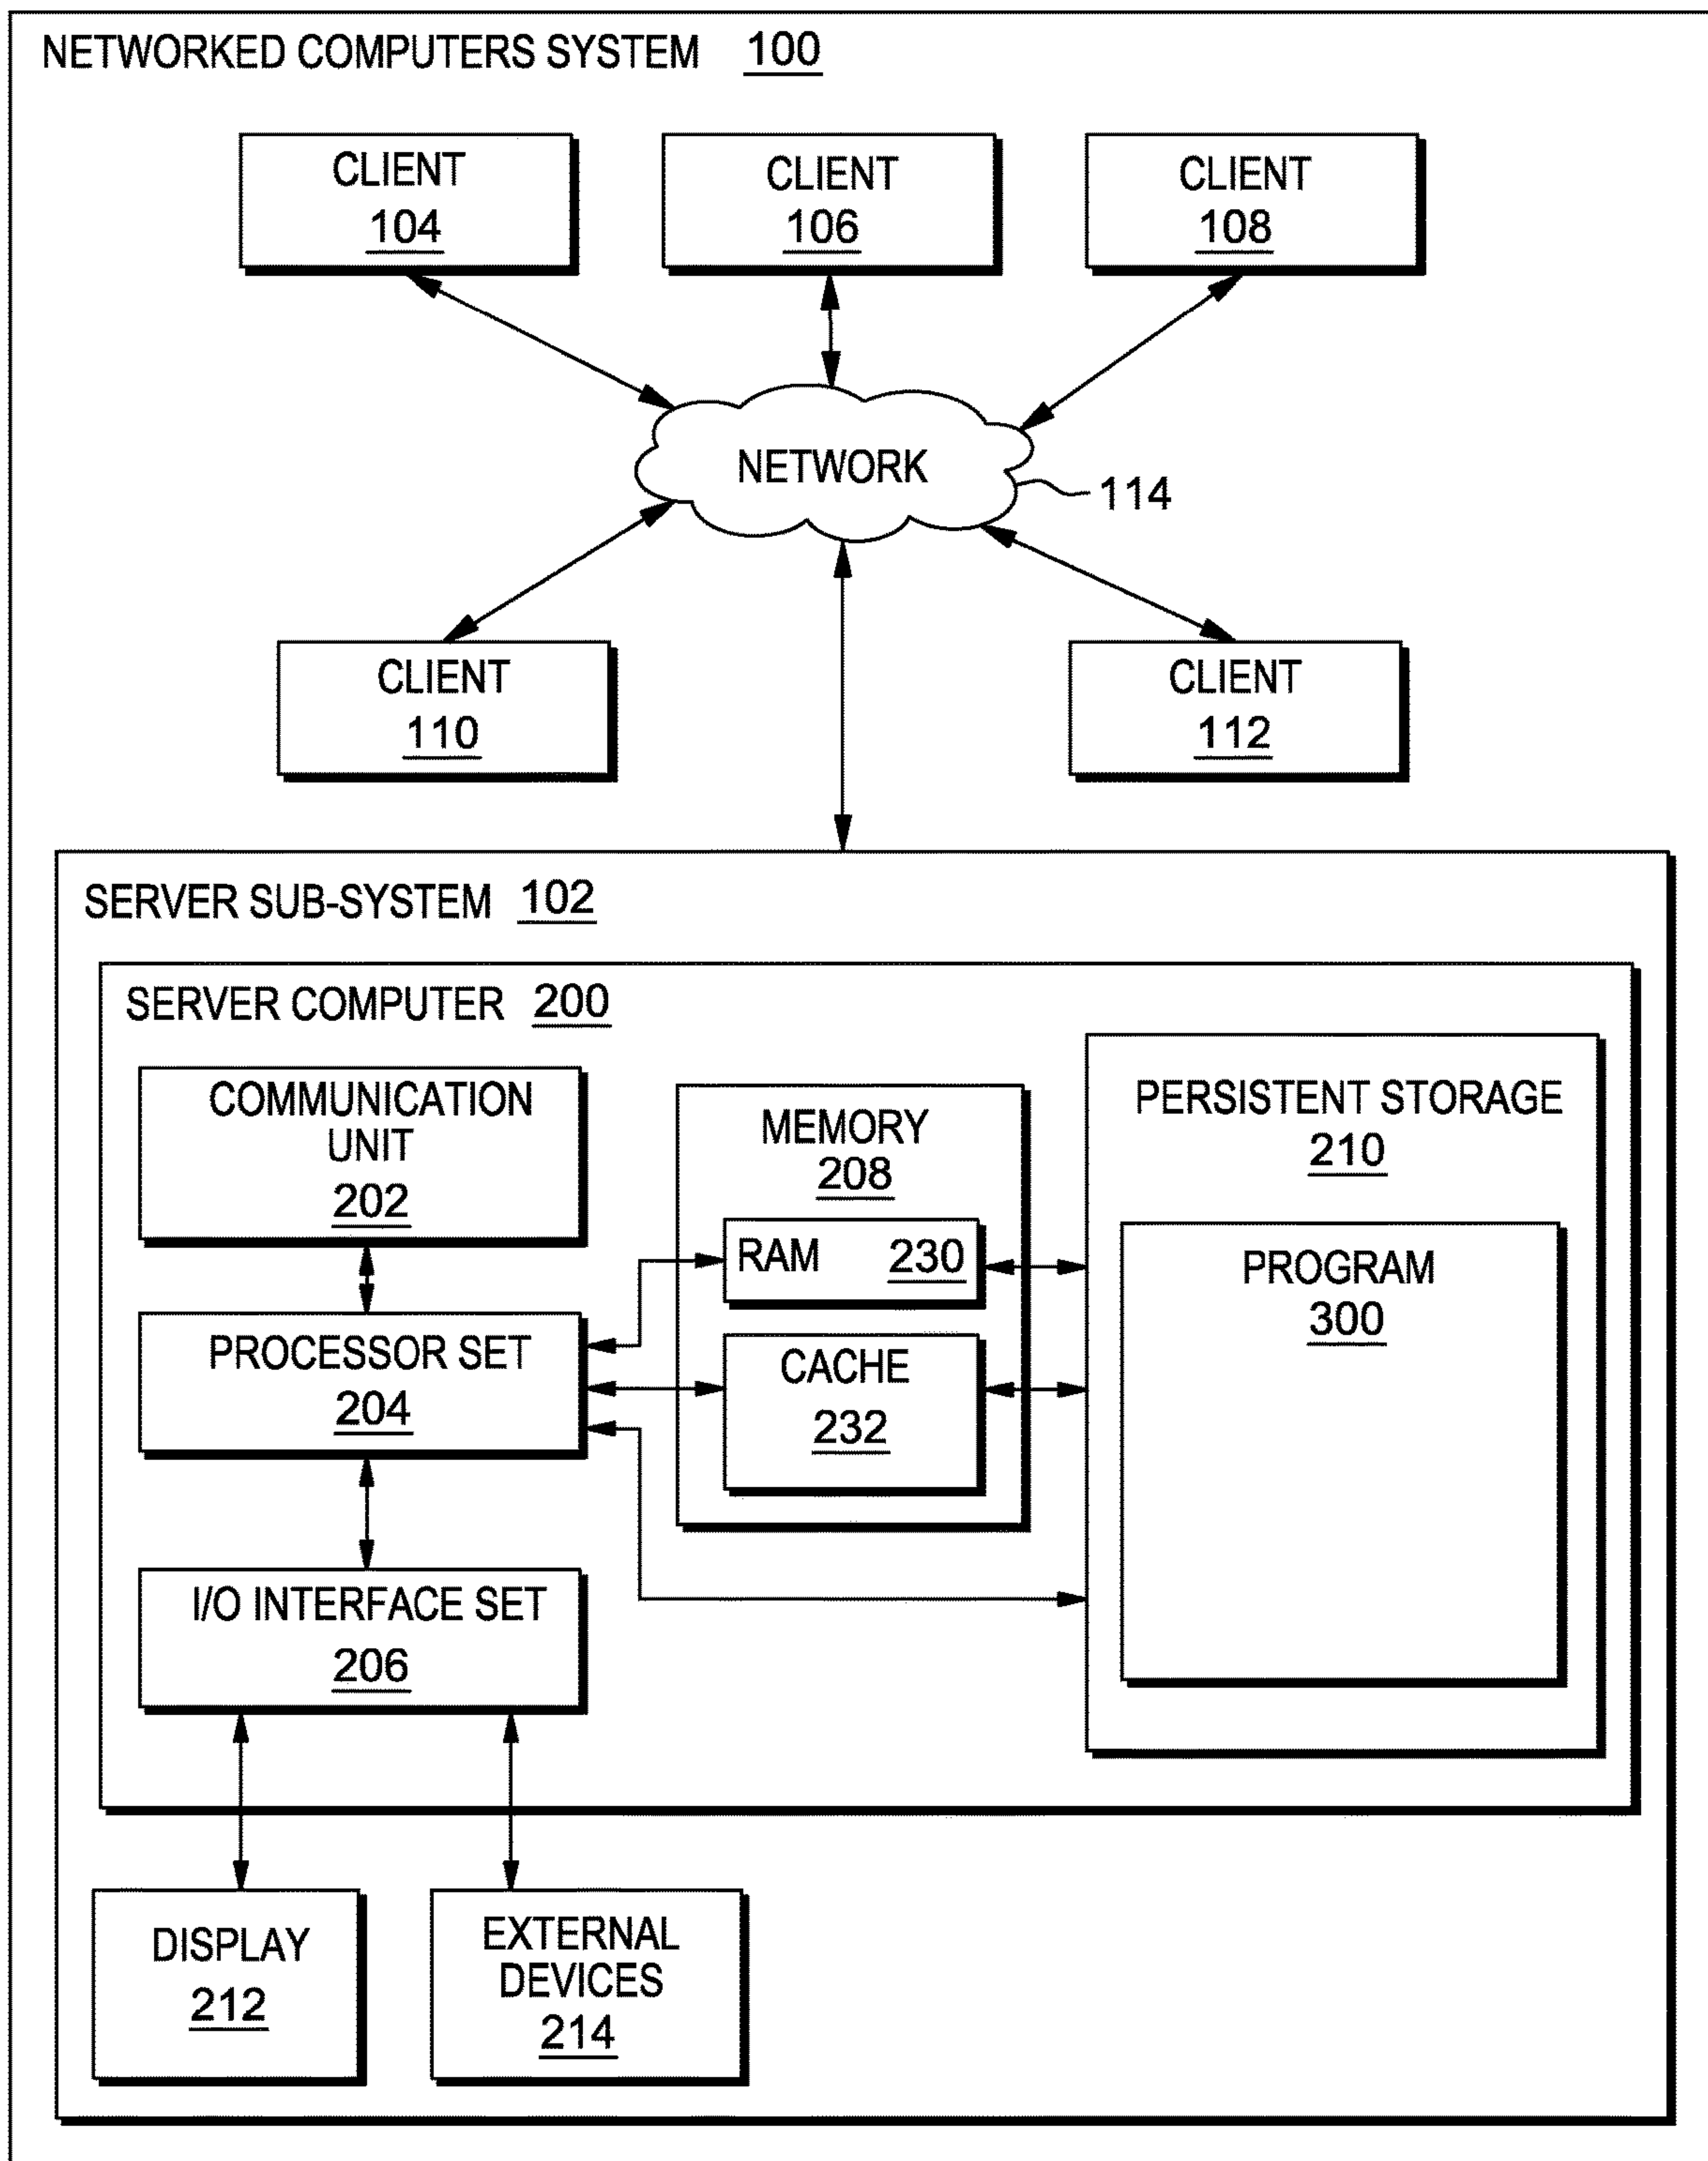 NETWORKED COMPUTERS SYSTEM 100
CLIENT
104
CLIENT
106
CLIENT
108
NETWORK
114
CLIENT
110
CLIENT
112
SERVER SUB-SYSTEM 102
SERVER COMPUTER 200
COMMUNICATION
UNIT
202
PROCESSOR SET
204
I/O INTERFACE SET
206
MEMORY
208
RAM 230
CACHE
232
PERSISTENT STORAGE
210
PROGRAM
300
DISPLAY
212
EXTERNAL
DEVICES
214